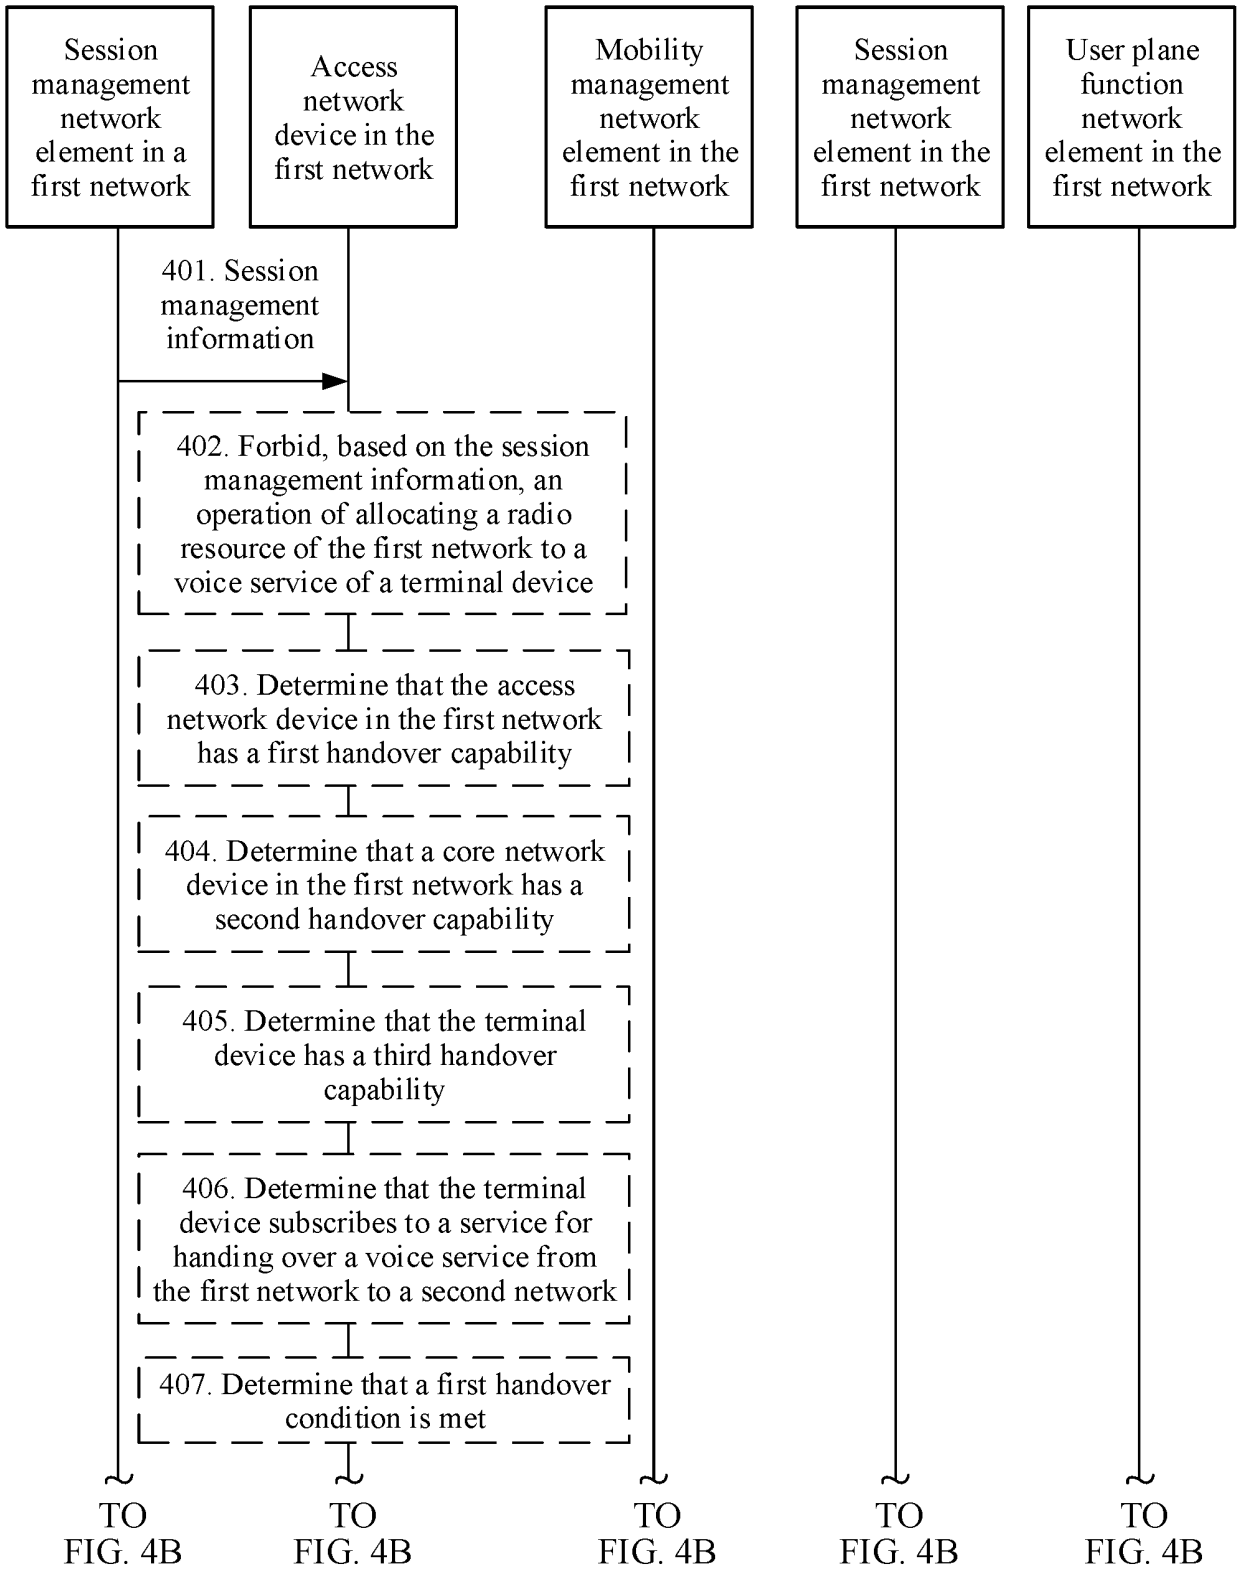 Session
management
network
element in a
first network
Access
network
device in the
first network
Mobility
management
network
element in the
first network
Session
management
network
element in the
first network
User plane
function
network
element in the
first network
401. Session
management
information
402. Forbid, based on the session
management information, an
operation of allocating a radio
resource of the first network to a
voice service of a terminal device
403. Determine that the access
network device in the first network
has a first handover capability
404. Determine that a core network
device in the first network has a
second handover capability
405. Determine that the terminal
device has a third handover
capability
406. Determine that the terminal
device subscribes to a service for
handing over a voice service from
the first network to a second network
407. Determine that a first handover
condition is met
TO
FIG. 4B
TO
FIG. 4B
TO
FIG. 4B
TO
FIG. 4B
TO
FIG. 4B